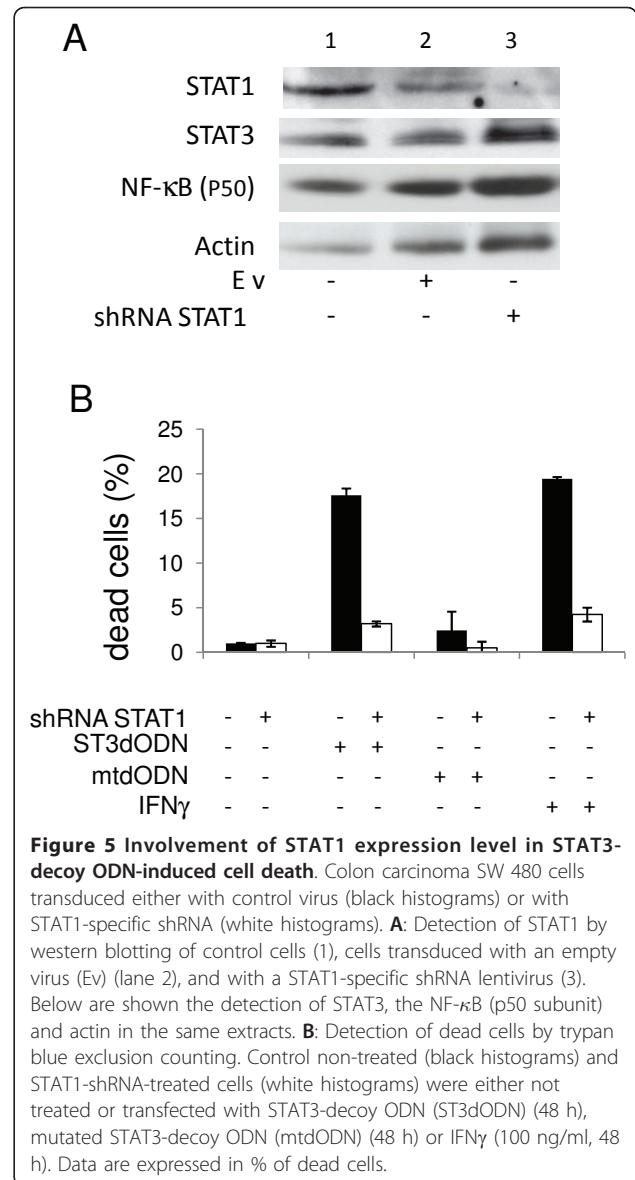 A
1 2 3
STAT1
STAT3
NF-κB (P50)
Actin
E v - + -
shRNA STAT1 - - +
B
25
20
15
10
5
0
dead cells (%)
shRNA STAT1 - + - + - + - +
ST3dODN - - + + - - - -
mtdODN - - - - + + - -
IFNγ - - - - - - + +
Figure 5 Involvement of STAT1 expression level in STAT3-
decoy ODN-induced cell death. Colon carcinoma SW 480 cells
transduced either with control virus (black histograms) or with
STAT1-specific shRNA (white histograms). A: Detection of STAT1 by
western blotting of control cells (1), cells transduced with an empty
virus (Ev) (lane 2), and with a STAT1-specific shRNA lentivirus (3).
Below are shown the detection of STAT3, the NF-κB (p50 subunit)
and actin in the same extracts. B: Detection of dead cells by trypan
blue exclusion counting. Control non-treated (black histograms) and
STAT1-shRNA-treated cells (white histograms) were either not
treated or transfected with STAT3-decoy ODN (ST3dODN) (48 h),
mutated STAT3-decoy ODN (mtdODN) (48 h) or IFNγ (100 ng/ml, 48
h). Data are expressed in % of dead cells.